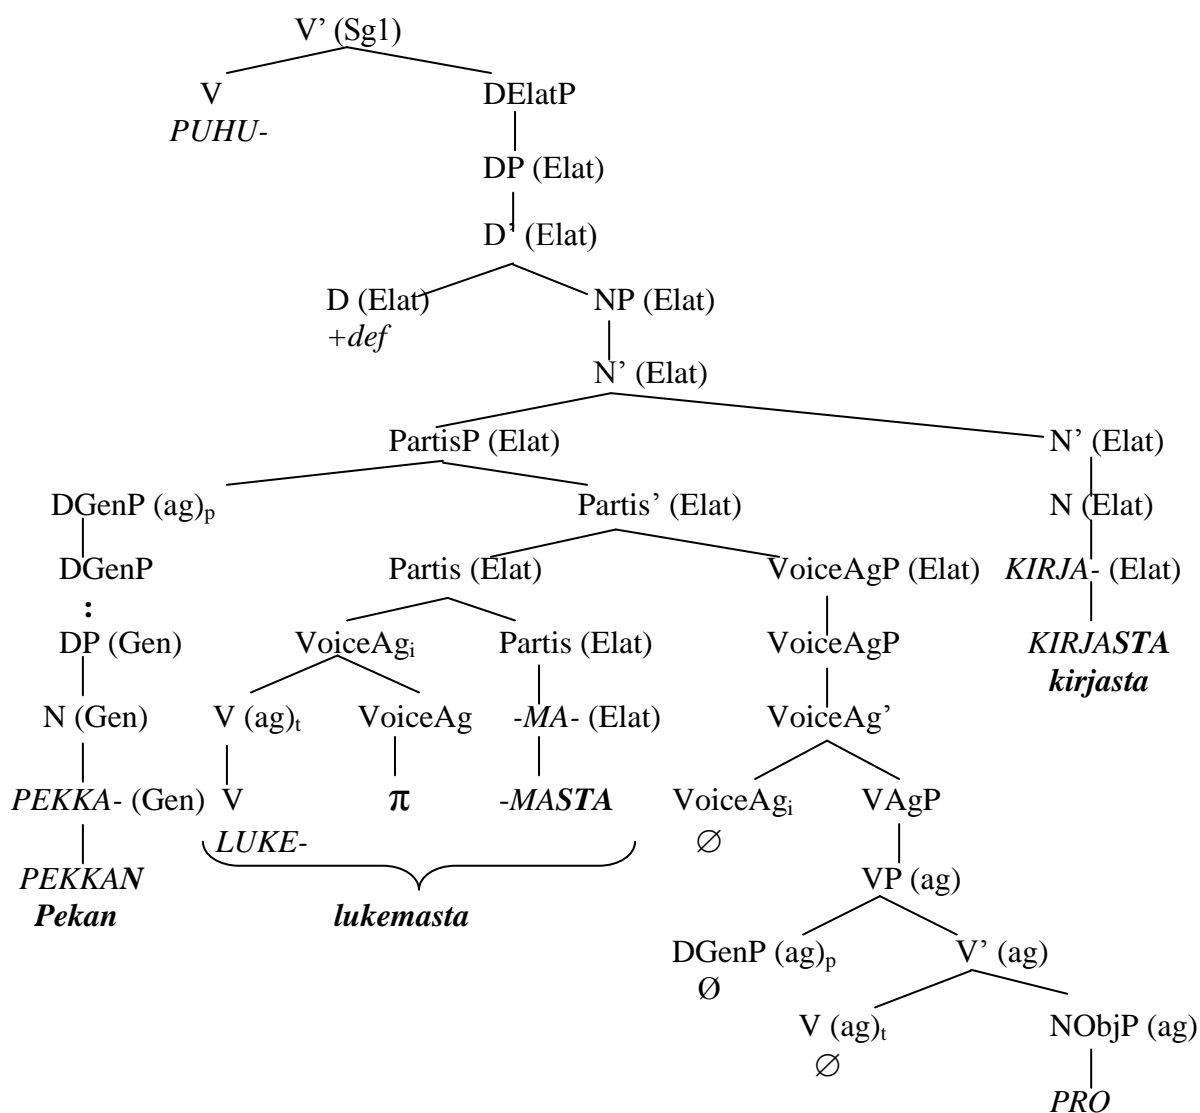 V’ (Sg1)
V DElatP
PUHU-
DP (Elat)
D’ (Elat)
D (Elat) NP (Elat)
+def
N’ (Elat)
PartisP (Elat) N’ (Elat)
DGenP (ag)p Partis’ (Elat) N (Elat)
DGenP Partis (Elat) VoiceAgP (Elat) KIRJA- (Elat)
:
DP (Gen) VoiceAgi Partis (Elat) VoiceAgP KIRJASTA
kirjasta
N (Gen) V (ag)t VoiceAg -MA- (Elat) VoiceAg’
PEKKA- (Gen) V π -MASTA VoiceAgi VAgP
LUKE- ∅
PEKKAN VP (ag)
Pekan lukemasta
DGenP (ag)p V’ (ag)
Ø
V (ag)t NObjP (ag)
∅
PRO